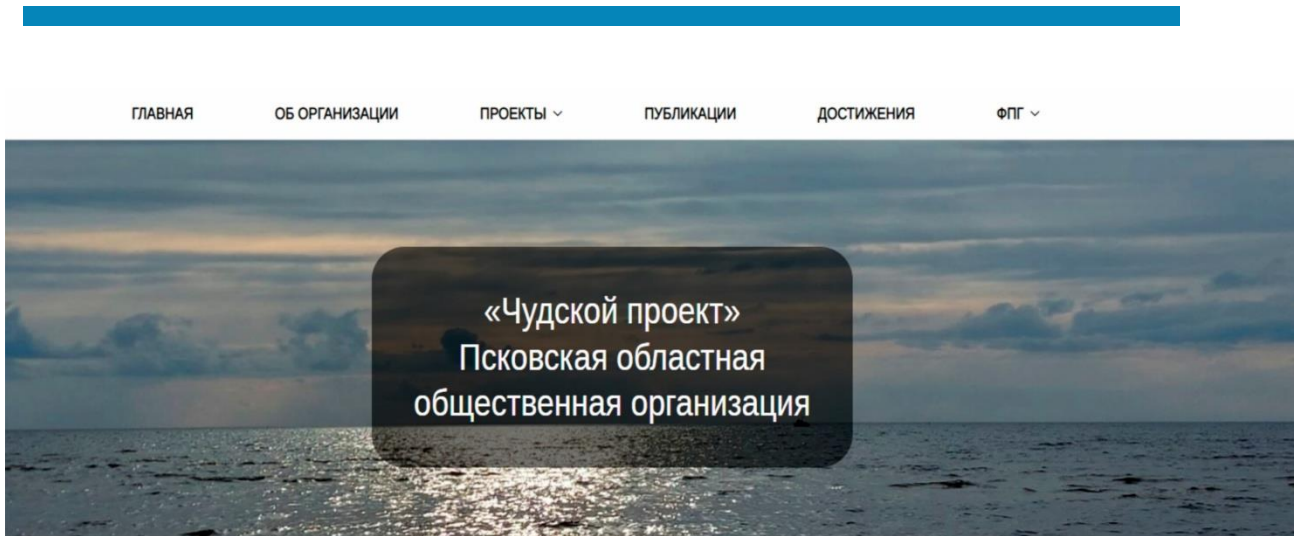 ГЛАВНАЯ ОБ ОРГАНИЗАЦИИ ПРОЕКТЫ ПУБЛИКАЦИИ ДОСТИЖЕНИЯ ФПГ
«Чудской проект»
Псковская областная
общественная организация